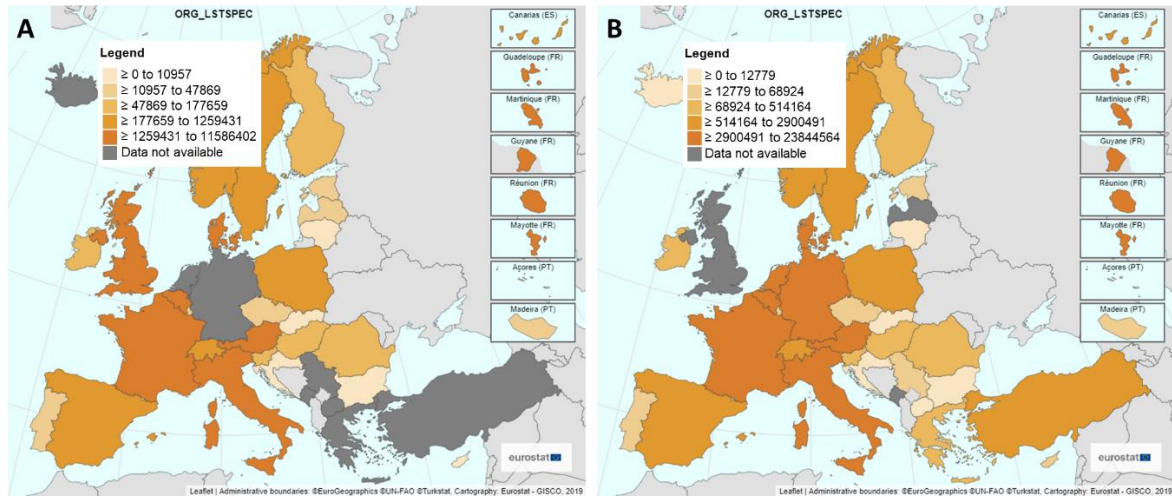 A
ORG_LSTSPEC
Legend
≥ 0 to 10957
≥ 10957 to 47869
≥ 47869 to 177659
≥ 177659 to 1259431
≥ 1259431 to 11586402
Data not available
Canarias (ES)
Guadeloupe (FR)
Martinique (FR)
Guyane (FR)
Réunion (FR)
Mayotte (FR)
Açores (PT)
Madeira (PT)
eurostat
Leaflet | Administrative boundaries: ©EuroGeographics ©UN-FAO ©Turkstat, Cartography: Eurostat - GISCO, 2019
B
ORG_LSTSPEC
Legend
≥ 0 to 12779
≥ 12779 to 68924
≥ 68924 to 514164
≥ 514164 to 2900491
≥ 2900491 to 23844564
Data not available
Canarias (ES)
Guadeloupe (FR)
Martinique (FR)
Guyane (FR)
Réunion (FR)
Mayotte (FR)
Açores (PT)
Madeira (PT)
eurostat
Leaflet | Administrative boundaries: ©EuroGeographics ©UN-FAO ©Turkstat, Cartography: Eurostat - GISCO, 2019